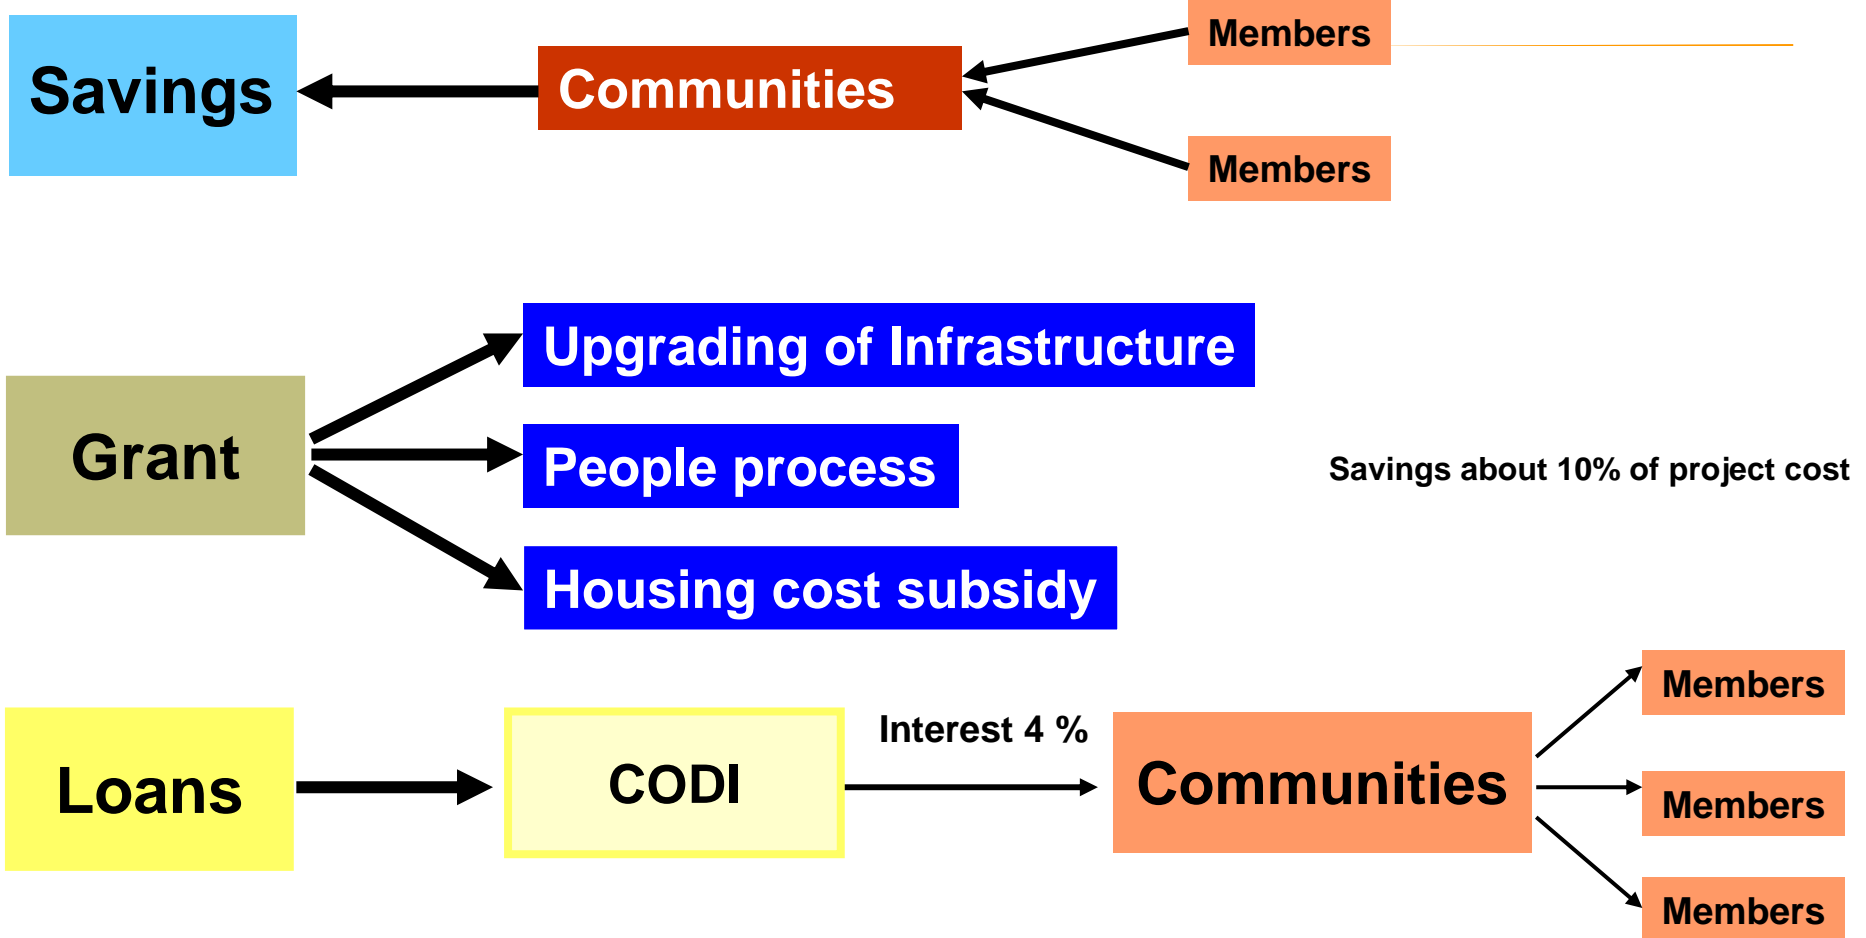 Members
Savings
Communities
Members
Upgrading of Infrastructure
Grant
People process
Savings about 10% of project cost
Housing cost subsidy
Members
Interest 4 %
Loans
CODI
Communities
Members
Members